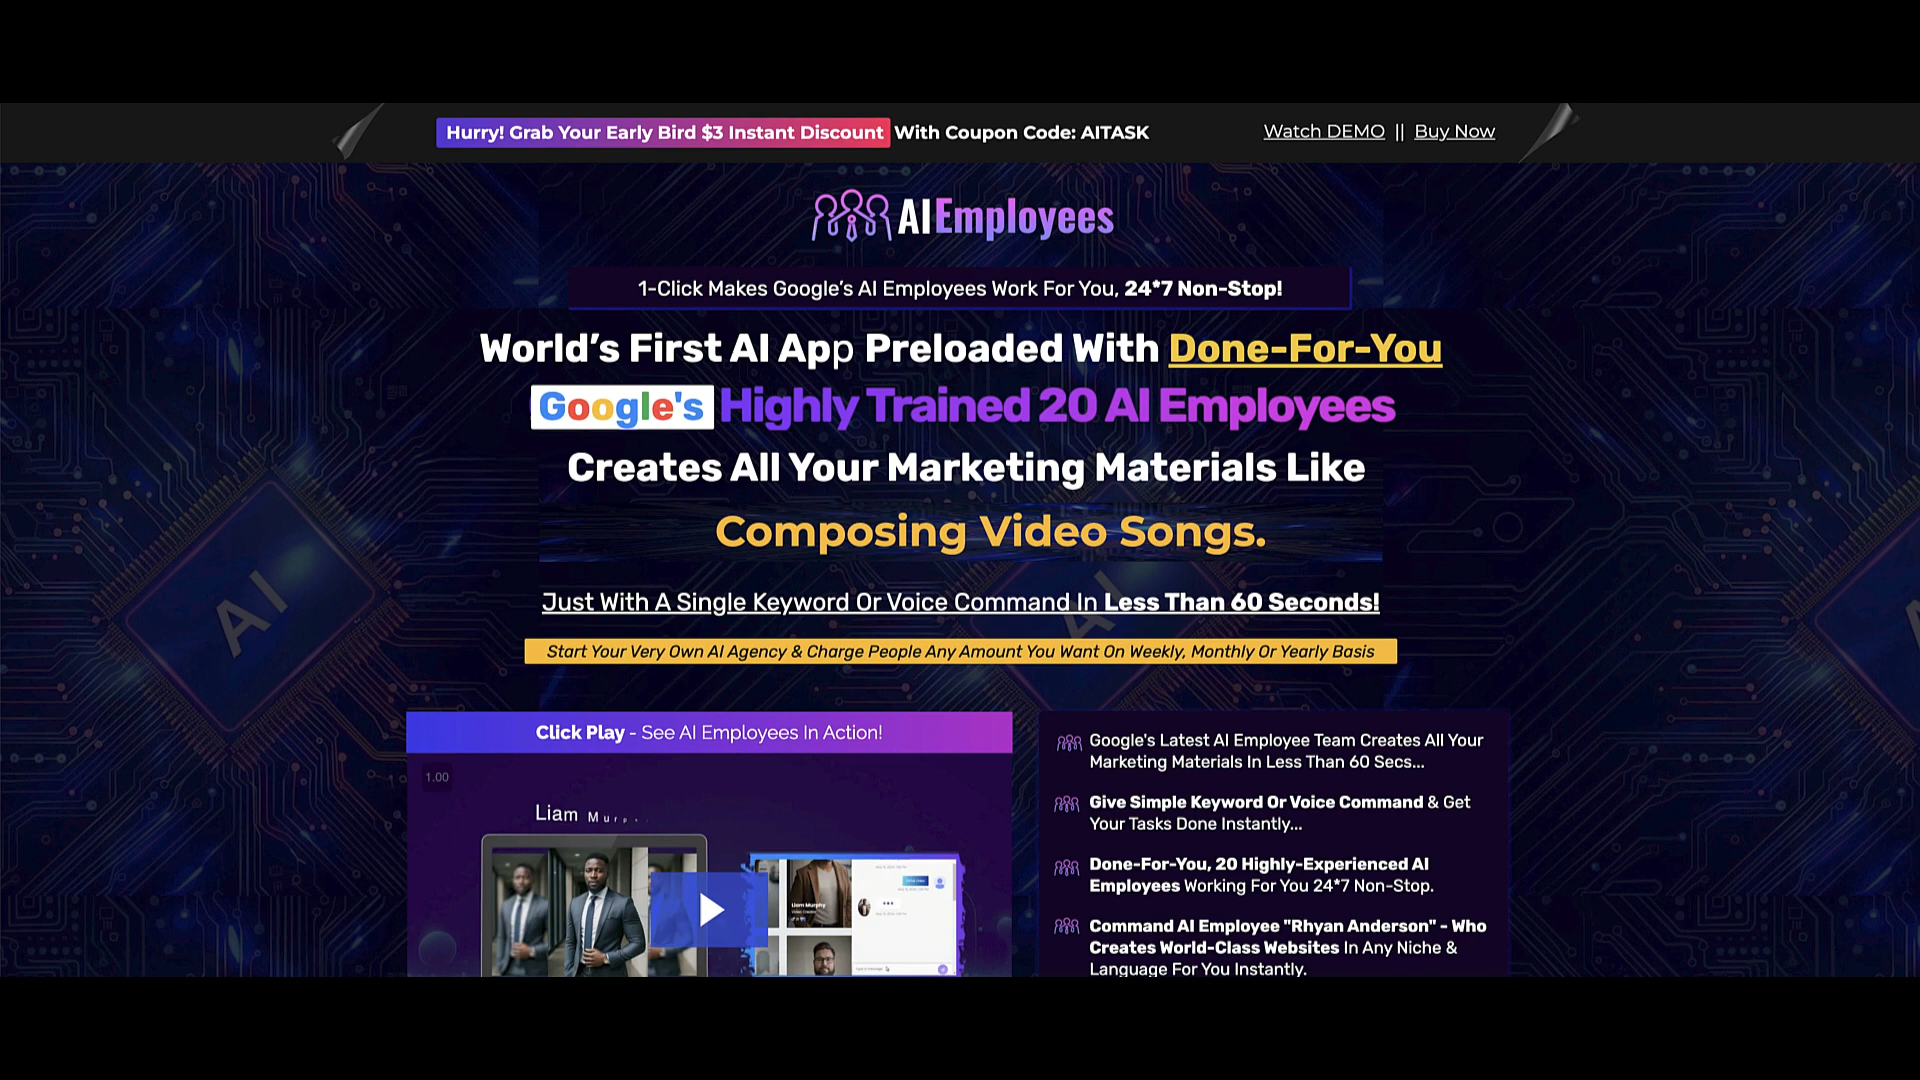 Hurry! Grab Your Early Bird $3 Instant Discount With Coupon Code: AITASK
Watch DEMO || Buy Now
AIEmployees
1-Click Makes Google’s AI Employees Work For You, 24*7 Non-Stop!
World’s First AI App Preloaded With Done-For-You
Google's Highly Trained 20 AI Employees
Creates All Your Marketing Materials Like
Composing Video Songs.
Just With A Single Keyword Or Voice Command In Less Than 60 Seconds!
Start Your Very Own AI Agency & Charge People Any Amount You Want On Weekly, Monthly Or Yearly Basis
Click Play - See AI Employees In Action!
1.00
Liam Murp
Liam Murphy
Google's Latest AI Employee Team Creates All Your
Marketing Materials In Less Than 60 Secs...
Give Simple Keyword Or Voice Command & Get
Your Tasks Done Instantly...
Done-For-You, 20 Highly-Experienced AI
Employees Working For You 24*7 Non-Stop.
Command AI Employee "Rhyan Anderson" - Who
Creates World-Class Websites In Any Niche &
Language For You Instantly.
AI
AI